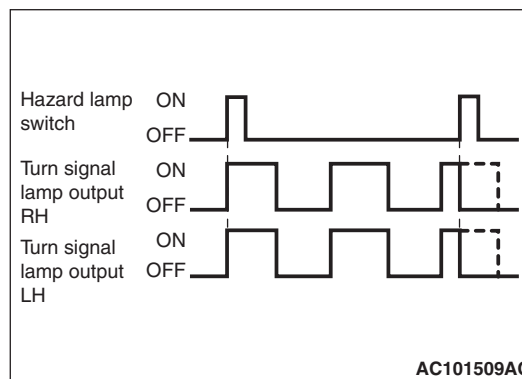 Hazard lamp ON
switch
OFF
Turn signal ON
lamp output
RH OFF
Turn signal ON
lamp output OFF
LH
AC101509AC